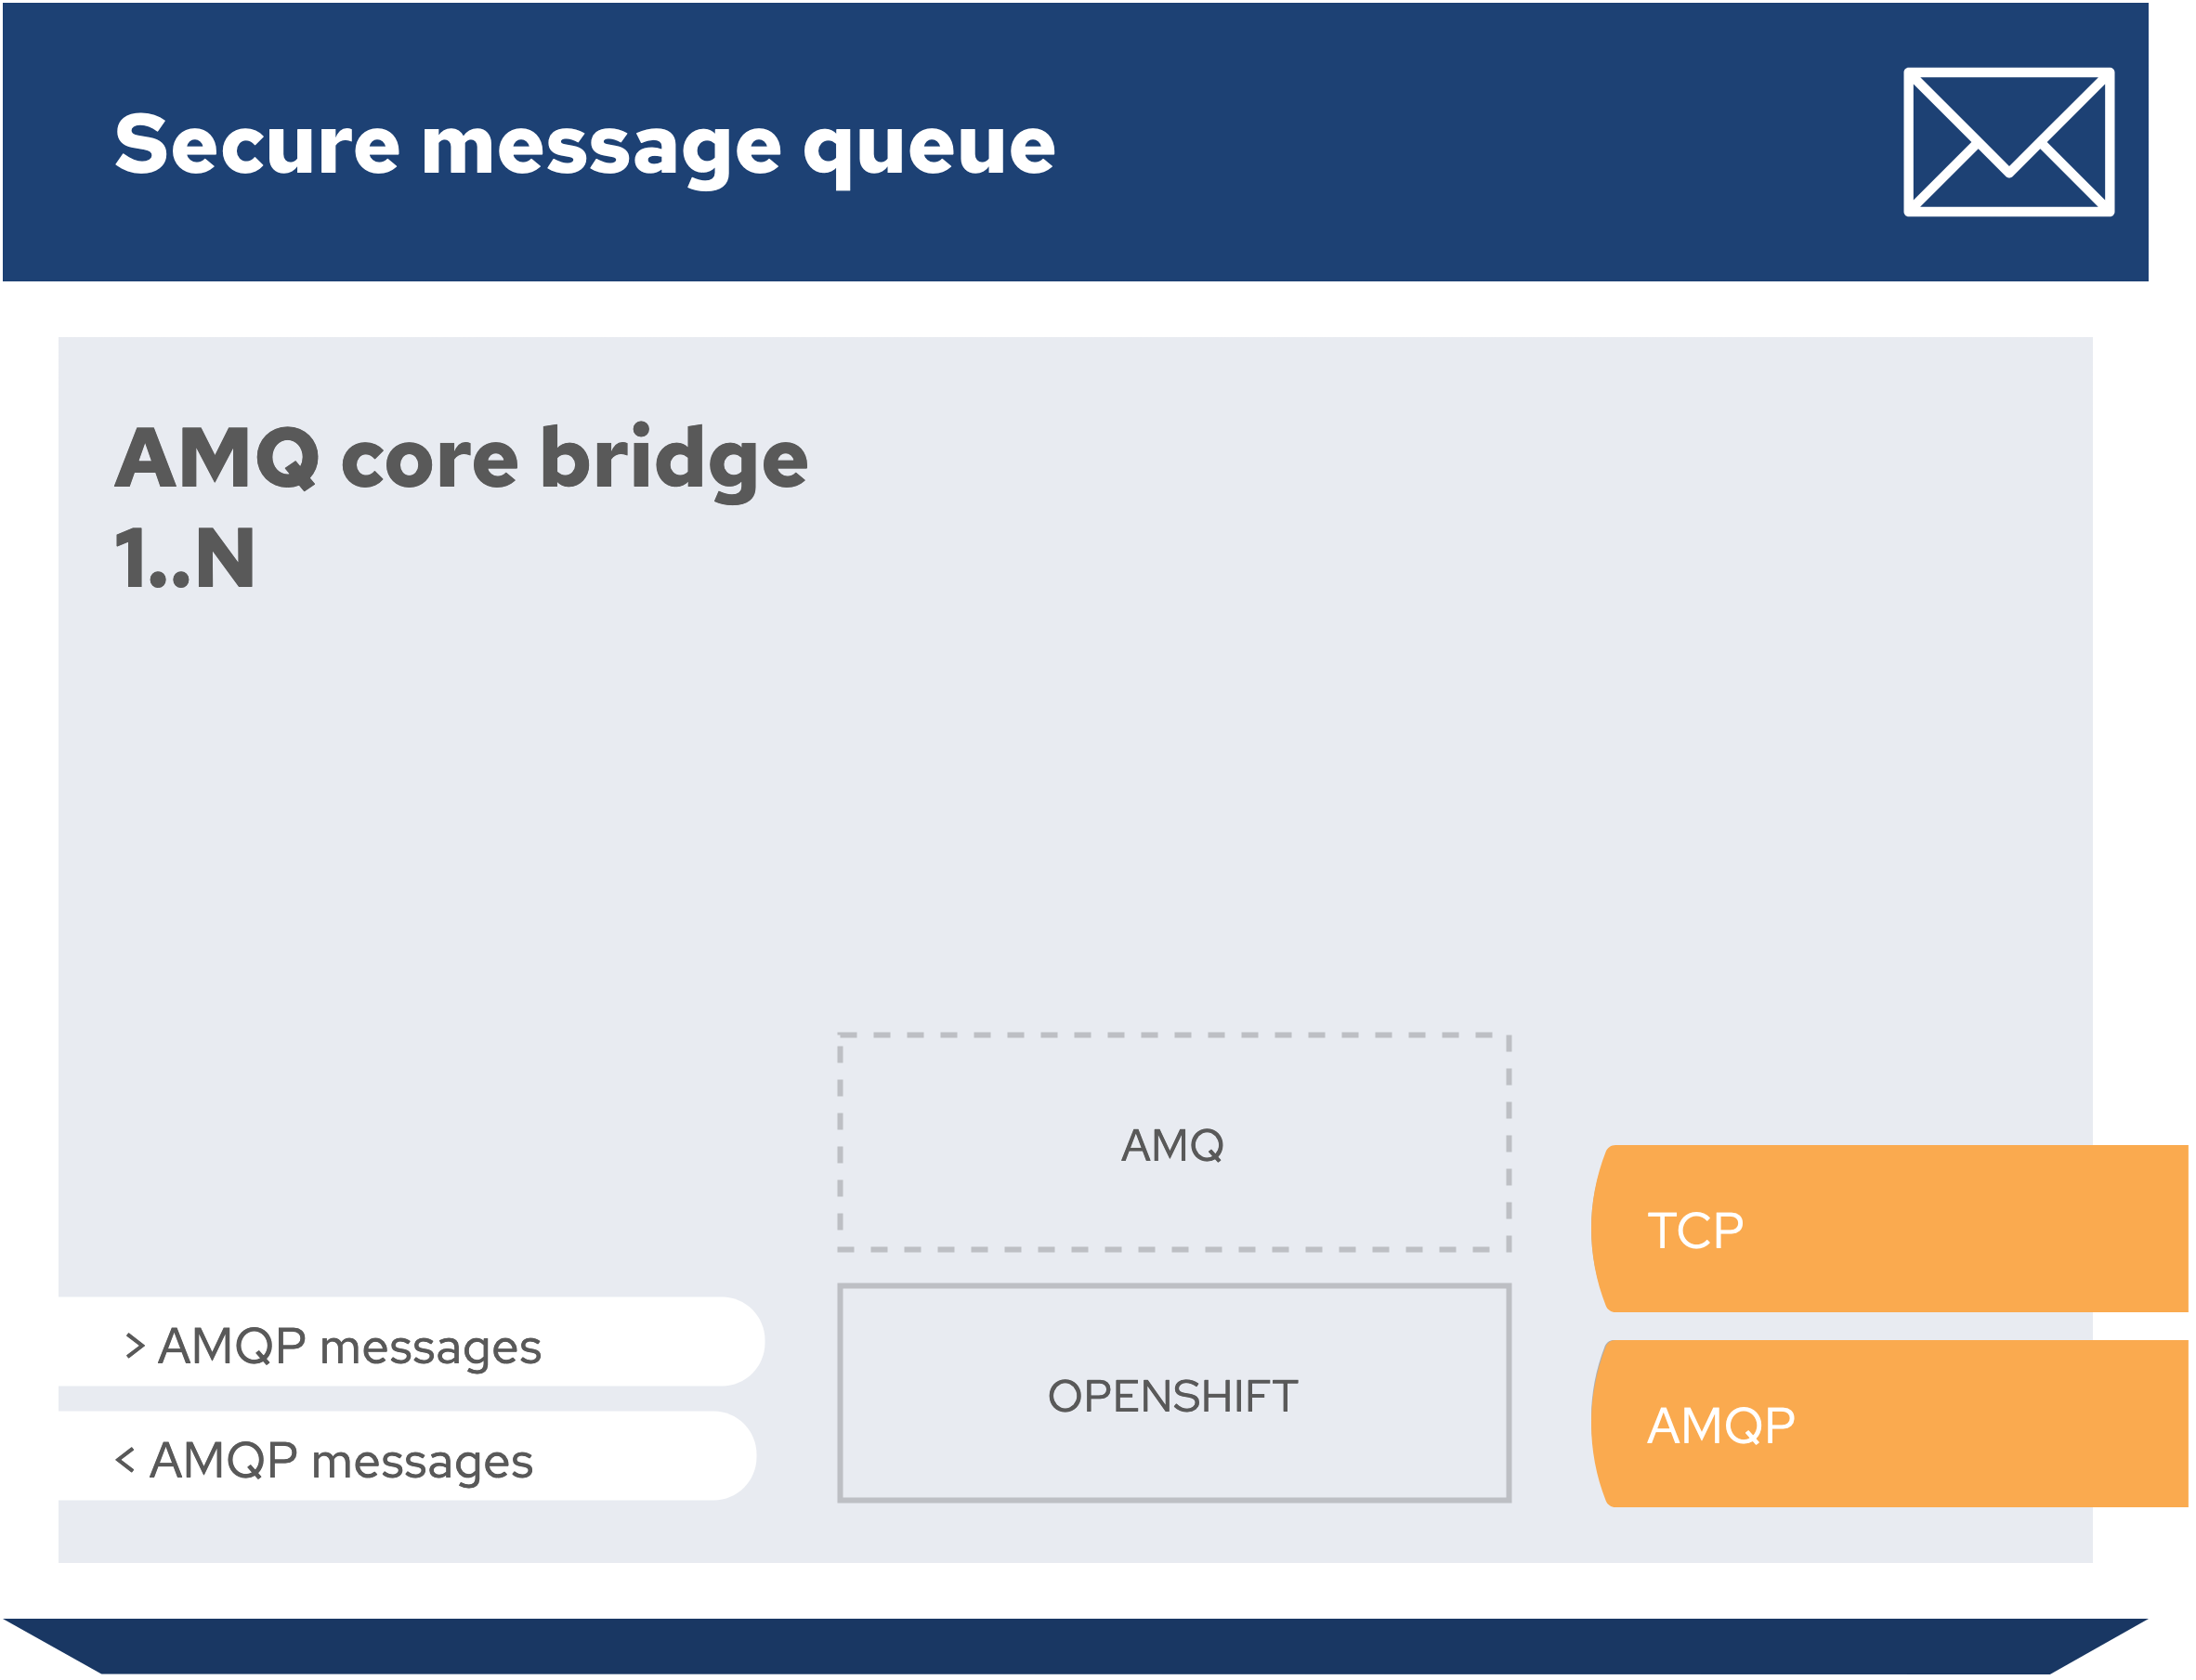 Secure message queue
AMQ core bridge
1..N
AMQ
TCP
> AMQP messages
OPENSHIFT
AMQP
< AMQP messages